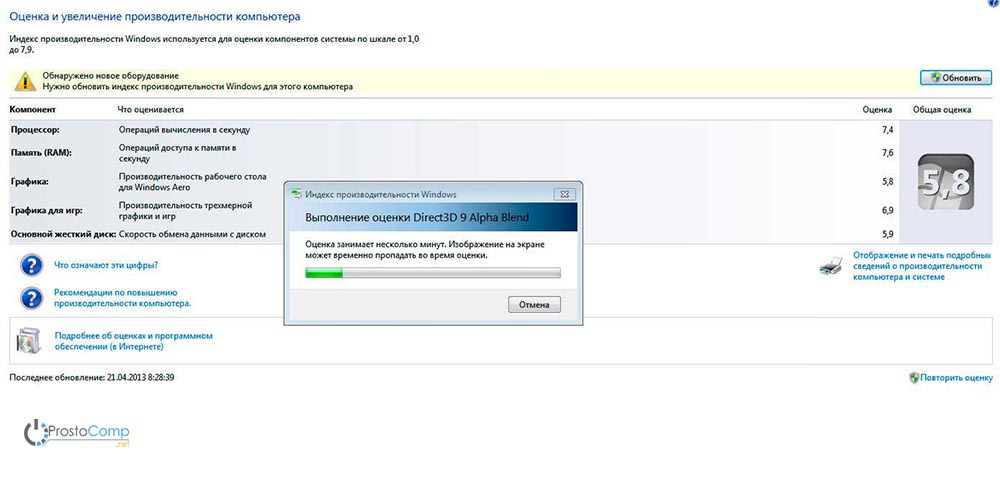 Оценка и увеличение производительности компьютера
Индекс производительности Windows используется для оценки компонентов системы по шкале от 1,0
до 7,9.
Обнаружено новое оборудование
Нужно обновить индекс производительности Windows для этого компьютера
Обновить
Компонент Что оценивается Оценка Общая оценка
Процессор: Операций вычисления в секунду 7,4
Память (RAM): Операций доступа к памяти в
секунду 7,6
Графика: Производительность рабочего стола
для Windows Aero 5,8
Графика для игр: Производительность трехмерной
графики и игр 6,9
Основной жесткий диск: Скорость обмена данными с диском 5,9
5,8
Индекс производительности Windows
Выполнение оценки Direct3D 9 Alpha Blend
Оценка занимает несколько минут. Изображение на экране
может временно пропадать во время оценки.
Отмена
Что означают эти цифры?
Рекомендации по повышению
производительности компьютера.
Отображение и печать подробных
сведений о производительности
компьютера и системе
Подробнее об оценках и программном
обеспечении (в Интернете)
Последнее обновление: 21.04.2013 8:28:39
Повторить оценку
ProstoComp
.net